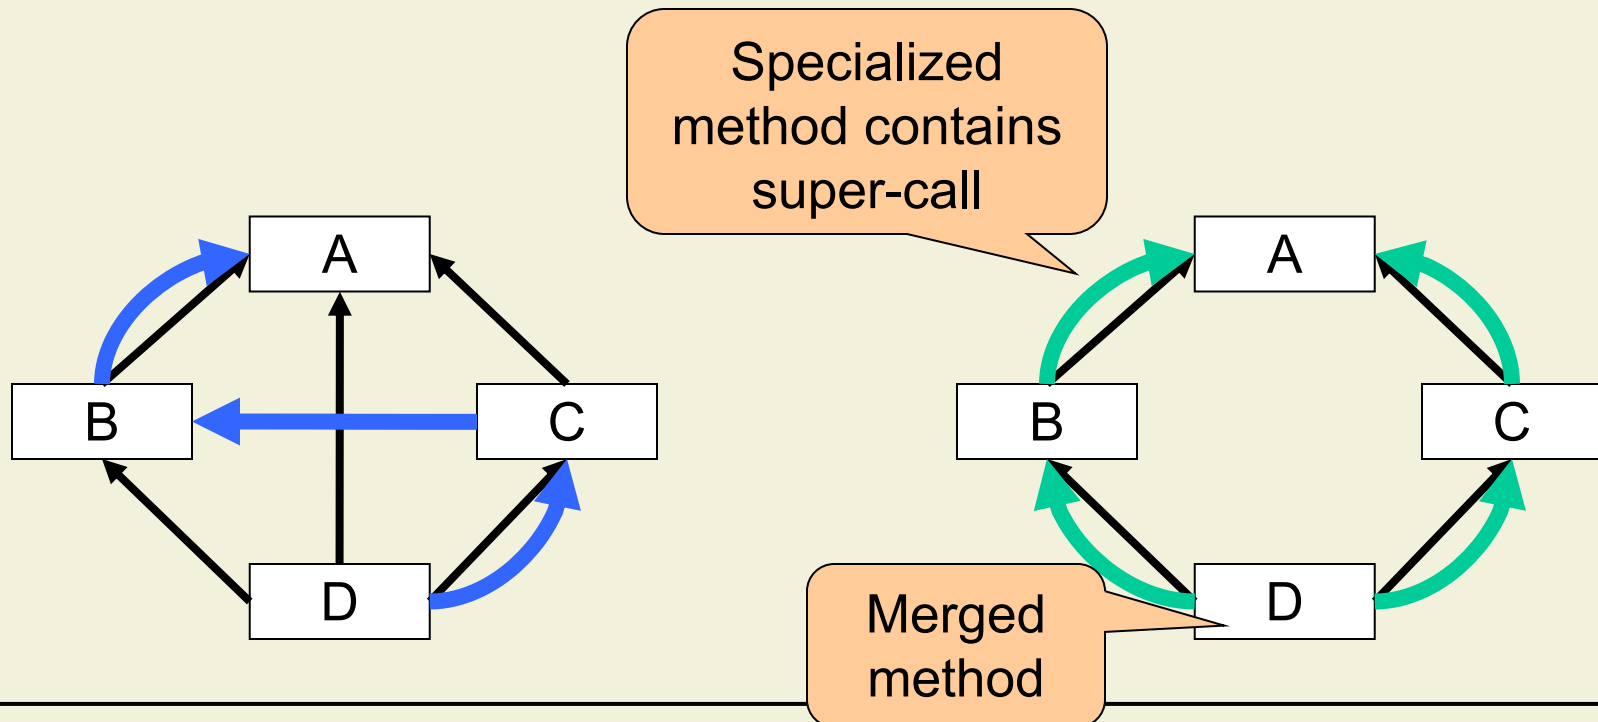 Specialized
method contains
super-call
A
A
B
C
B
C
D
D
Merged
method